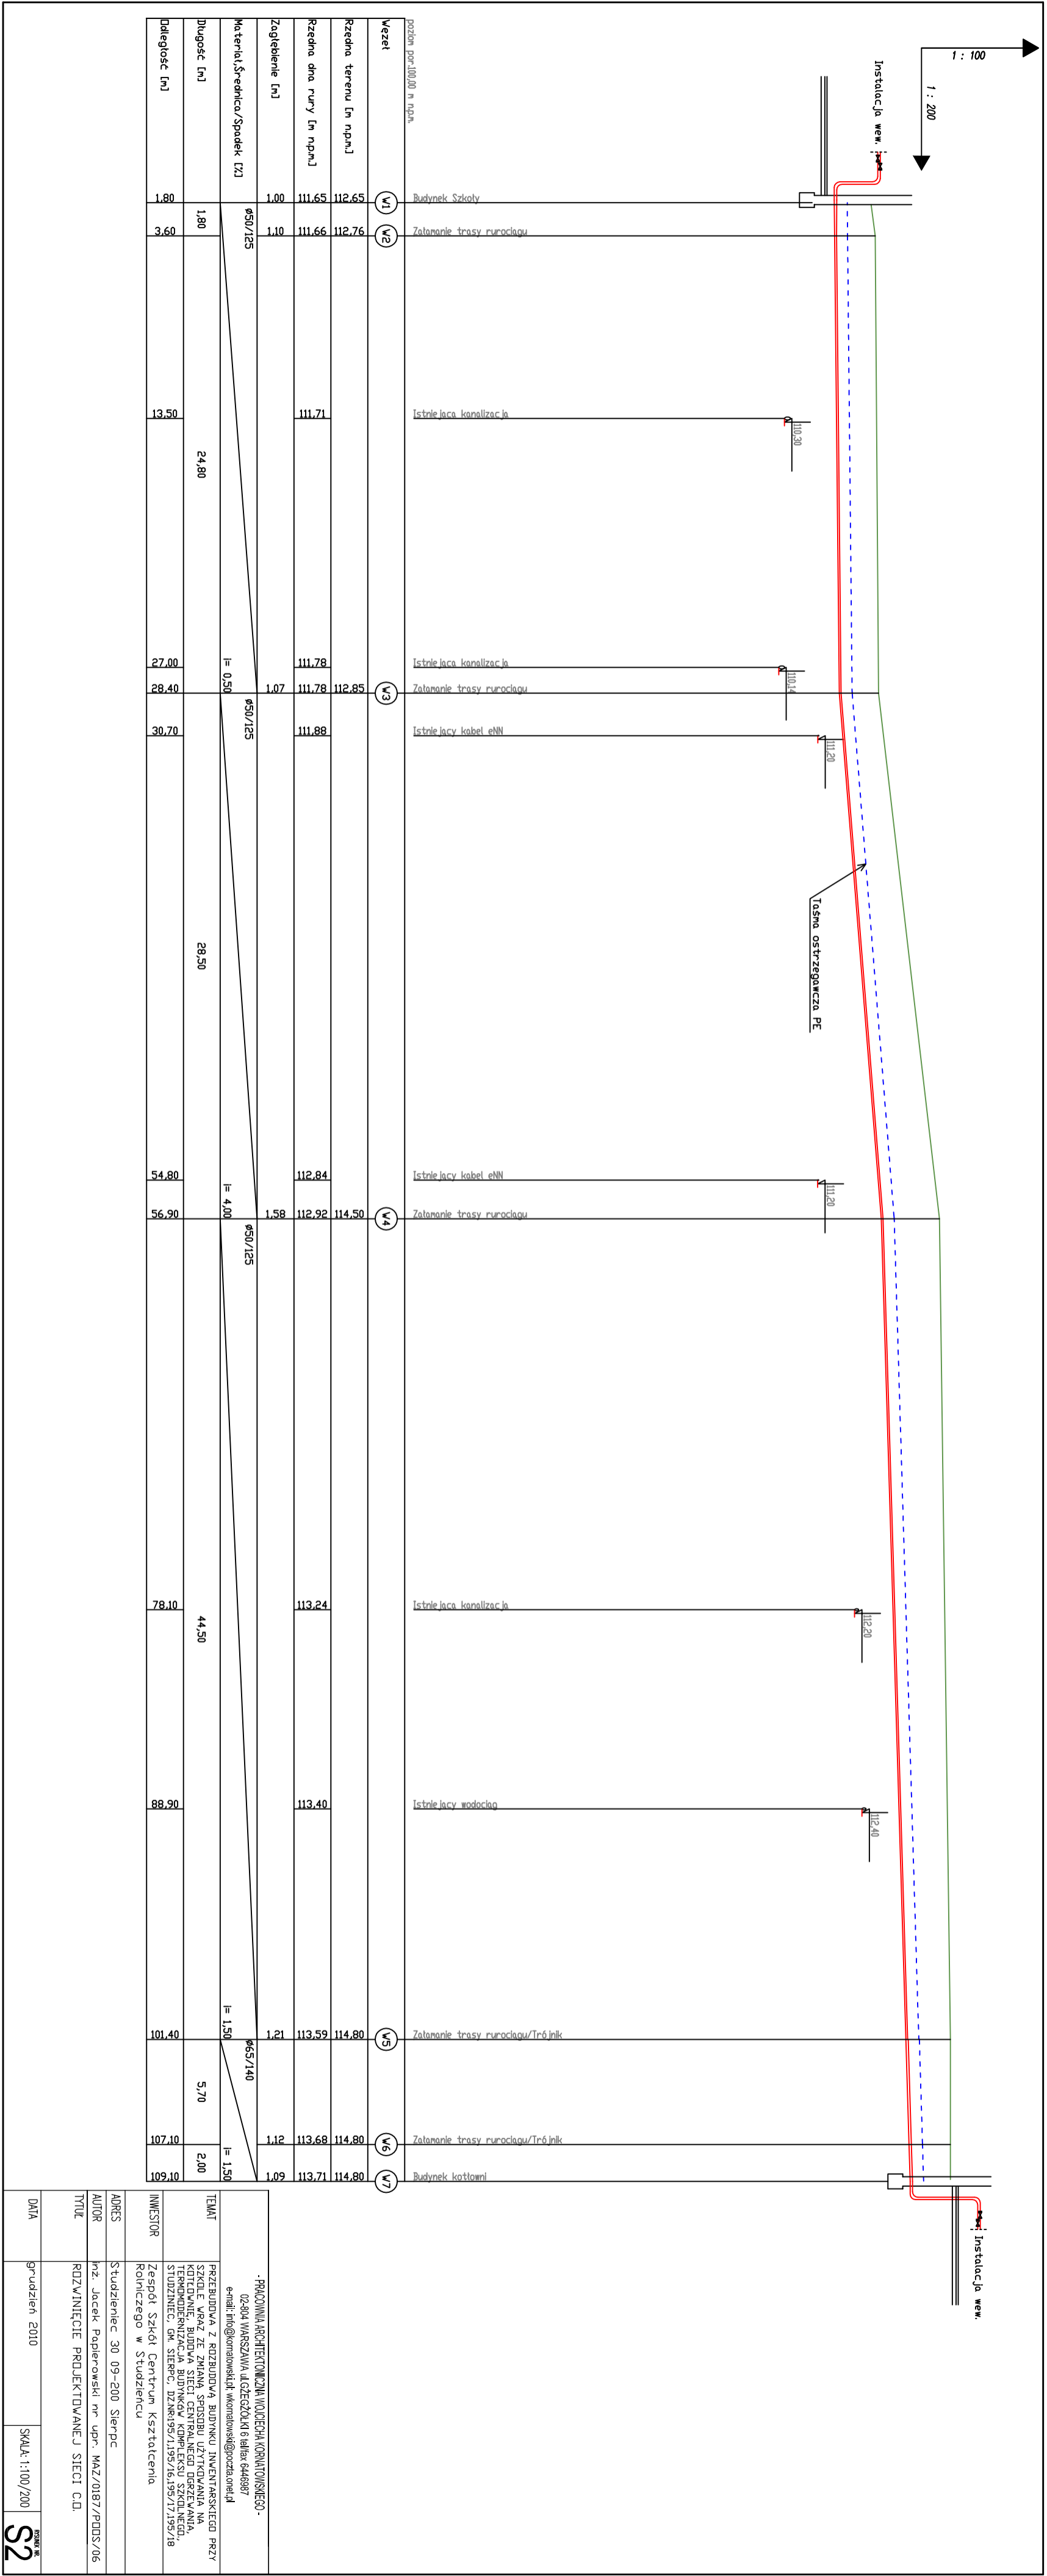 1 : 100
1 : 200
Instalacja wew.
Taśma ostrzegawcza PE
Instalacja wew.
110,30
110,14
111,20
111,20
112,20
112,40
Budynek Szkoły
Załamanie trasy rurociągu
Istniejąca kanalizacja
Istniejąca kanalizacja
Załamanie trasy rurociągu
Istniejący kabel eNN
Istniejący kabel eNN
Załamanie trasy rurociągu
Istniejąca kanalizacja
Istniejący wodociąg
Załamanie trasy rurociągu/Trójnik
Załamanie trasy rurociągu/Trójnik
Budynek kotłowni
poziom por.100,00 m n.p.m.
Węzeł W1 W2 W3 W4 W5 W6 W7
Rzędna terenu [m n.p.m.] 112,65 112,76 112,85 114,50 114,80 114,80 114,80
Rzędna dna rury [m n.p.m.] 111,65 111,66 111,71 111,78 111,78 111,88 112,84 112,92 113,24 113,40 113,59 113,68 113,71
Zagłębienie [m] 1,00 1,10 1,07 1,58 1,21 1,12 1,09
Materiał,Średnica/Spadek [%] ø50/125 i= 0,50 ø50/125 i= 4,00 ø50/125 i= 1,50 ø65/140 i= 1,50
Długość [m] 1,80 24,80 28,50 44,50 5,70 2,00
Odległość [m] 1,80 3,60 13,50 27,00 28,40 30,70 54,80 56,90 78,10 88,90 101,40 107,10 109,10
- PRACOWNIA ARCHITEKTONICZNA WOJCIECHA KORNATOWSKIEGO -
02-804 WARSZAWA ul.GŻEGŻÓŁKI 6 tel/fax 6446987
e-mail: info@kornatowski.pl; wkornatowski@poczta.onet.pl
TEMAT
PRZEBUDOWA Z ROZBUDOWĄ BUDYNKU INWENTARSKIEGO PRZY
SZKOLE WRAZ ZE ZMIANĄ SPOSOBU UŻYTKOWANIA NA
KOTŁOWNIĘ, BUDOWA SIECI CENTRALNEGO OGRZEWANIA,
TERMOMODERNIZACJA BUDYNKÓW KOMPLEKSU SZKOLNEGO,
STUDZINIEC, GM. SIERPC, DZ.NR:195/1,195/16,195/17,195/18
INWESTOR
Zespół Szkół Centrum Kształcenia
Rolniczego w Studzieńcu
ADRES
Studzieniec 30 09-200 Sierpc
AUTOR
inż. Jacek Papierowski nr upr. MAZ/0187/POOS/06
TYTUŁ
ROZWINIĘCIE PROJEKTOWANEJ SIECI C.O.
DATA
grudzień 2010
SKALA: 1:100/200
RYSUNEK NR.
S2